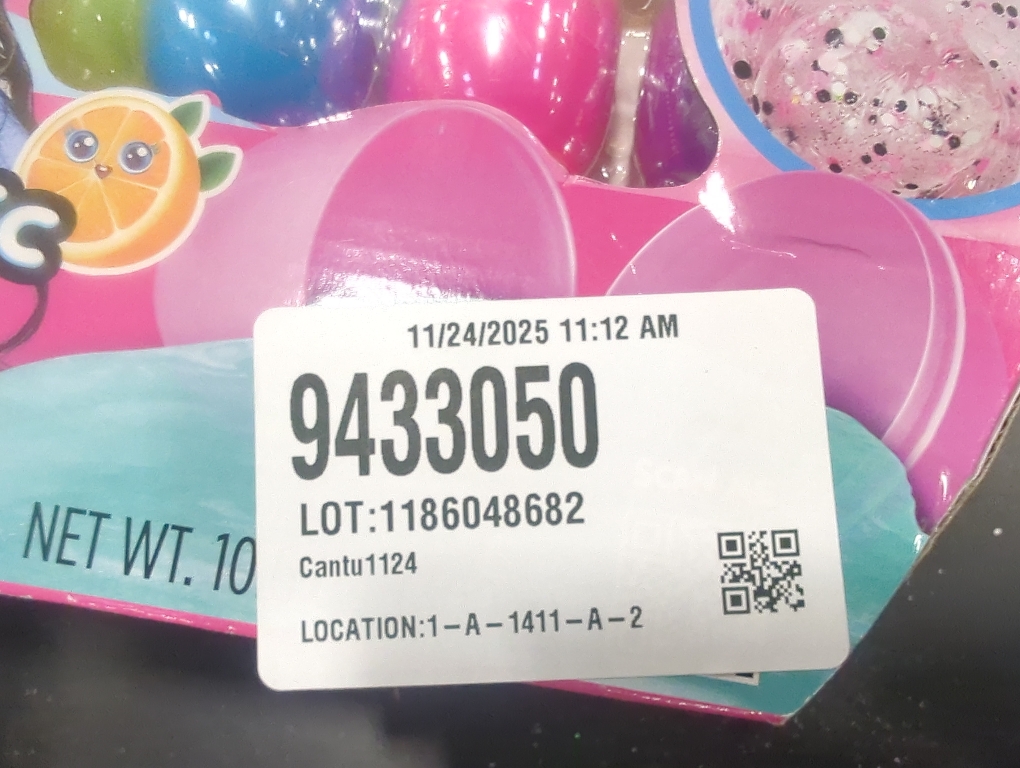 11/24/2025 11:12 AM
9433050
LOT:1186048682
Cantu1124
LOCATION:1-A-1411-A-2
NET WT. 10